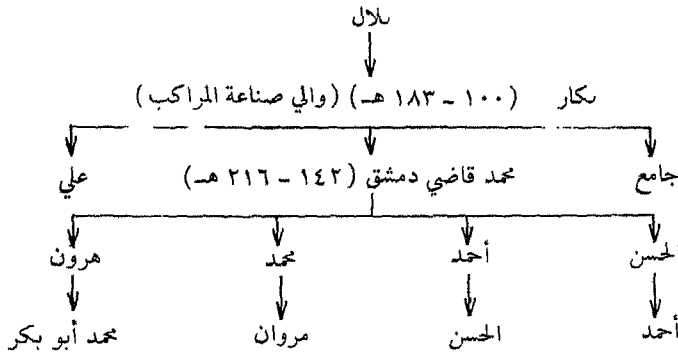 بلال
بكار (١٠٠ - ١٨٣ هـ) (والي صناعة المراكب)
جامع محمد قاضي دمشق (١٤٢ - ٢١٦ هـ) علي
الحسن أحمد محمد هرون
أحمد الحسن مروان محمد أبو بكر